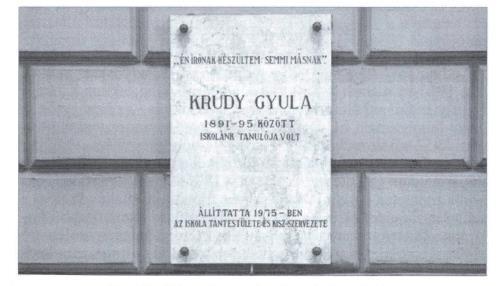 „ÉN ÍRÓNAK KÉSZÜLTEM SEMMI MÁSNAK"
KRÚDY GYULA
1891-95 KÖZÖTT
ISKOLÁNK TANULÓJA VOLT
ÁLLÍTTATTA 1975-BEN
AZ ISKOLA TANTESTÜLETE ÉS KISZ-SZERVEZETE